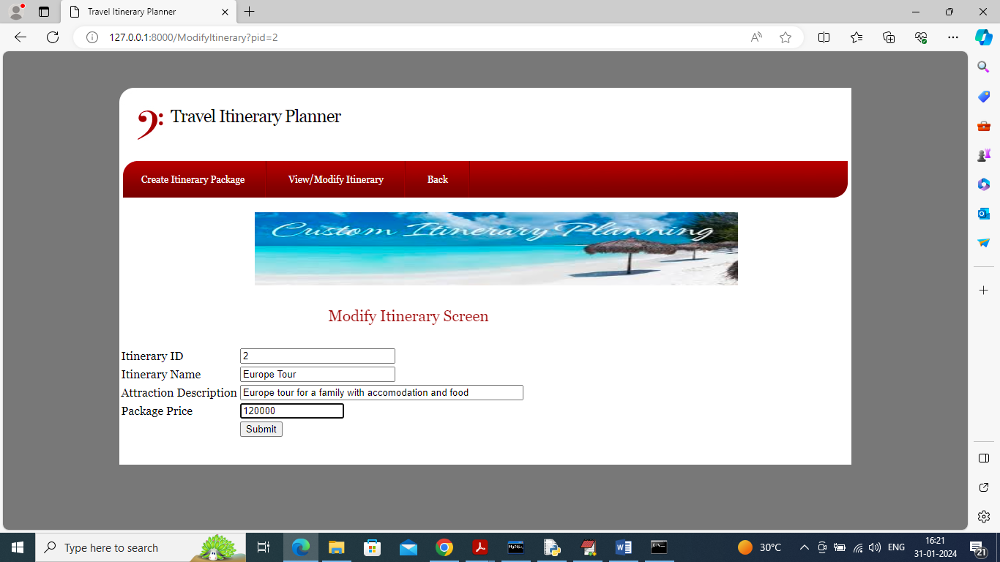 Travel Itinerary Planner
127.0.0.1:8000/ModifyItinerary?pid=2
Travel Itinerary Planner
Create Itinerary Package View/Modify Itinerary Back
Custom Itinerary Planning
Modify Itinerary Screen
Itinerary ID 2
Itinerary Name Europe Tour
Attraction Description Europe tour for a family with accomodation and food
Package Price 120000
Submit
Type here to search
30°C
ENG
16:21
31-01-2024
21